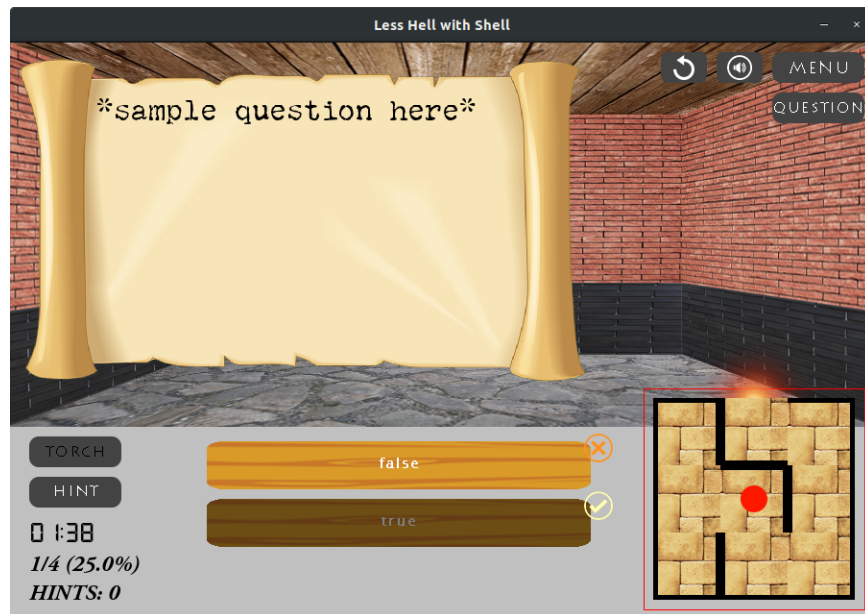 Less Hell with Shell
MENU
QUESTION
*sample question here*
TORCH
HINT
01:38
1/4 (25.0%)
HINTS: 0
false
true